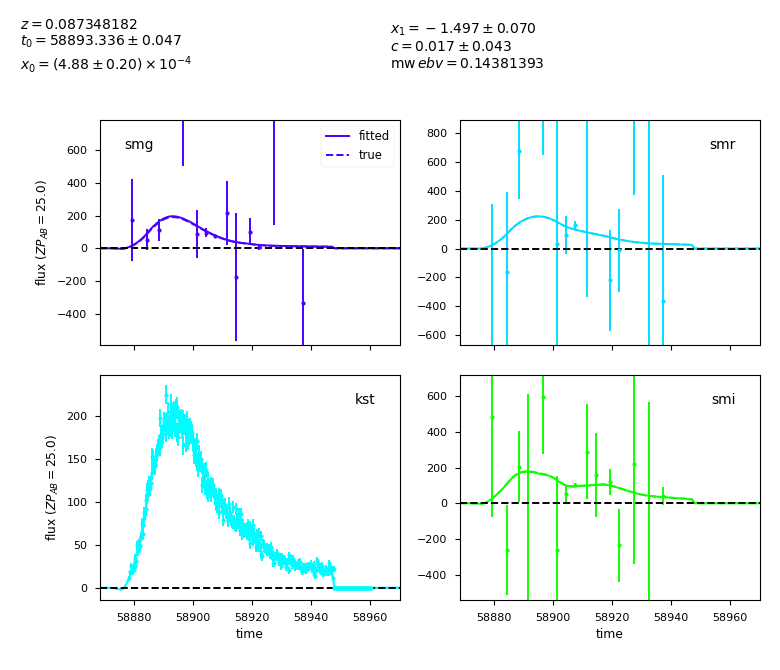 z = 0.087348182
t0 = 58893.336 ± 0.047
x0 = (4.88 ± 0.20) × 10⁻⁴
x1 = −1.497 ± 0.070
c = 0.017 ± 0.043
mw ebv = 0.14381393
smg
fitted
true
600
400
200
0
−200
−400
flux (ZP_AB = 25.0)
smr
800
600
400
200
0
−200
−400
−600
kst
200
150
100
50
0
flux (ZP_AB = 25.0)
58880 58900 58920 58940 58960
time
smi
600
400
200
0
−200
−400
58880 58900 58920 58940 58960
time